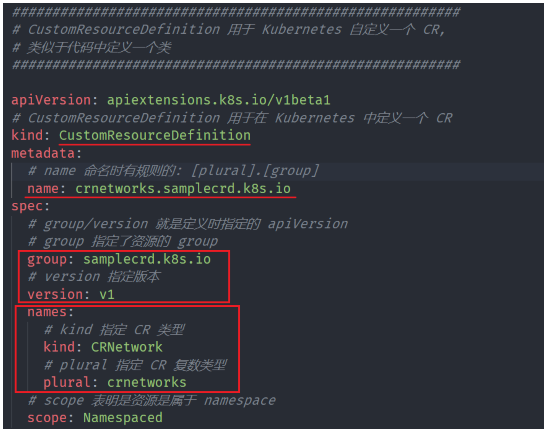 ########################################################
# CustomResourceDefinition 用于 Kubernetes 自定义一个 CR,
# 类似于代码中定义一个类
########################################################
apiVersion: apiextensions.k8s.io/v1beta1
# CustomResourceDefinition 用于在 Kubernetes 中定义一个 CR
kind: CustomResourceDefinition
metadata:
# name 命名时有规则的: [plural].[group]
name: crnetworks.samplecrd.k8s.io
spec:
# group/version 就是定义时指定的 apiVersion
# group 指定了资源的 group
group: samplecrd.k8s.io
# version 指定版本
version: v1
names:
# kind 指定 CR 类型
kind: CRNetwork
# plural 指定 CR 复数类型
plural: crnetworks
# scope 表明是资源是属于 namespace
scope: Namespaced